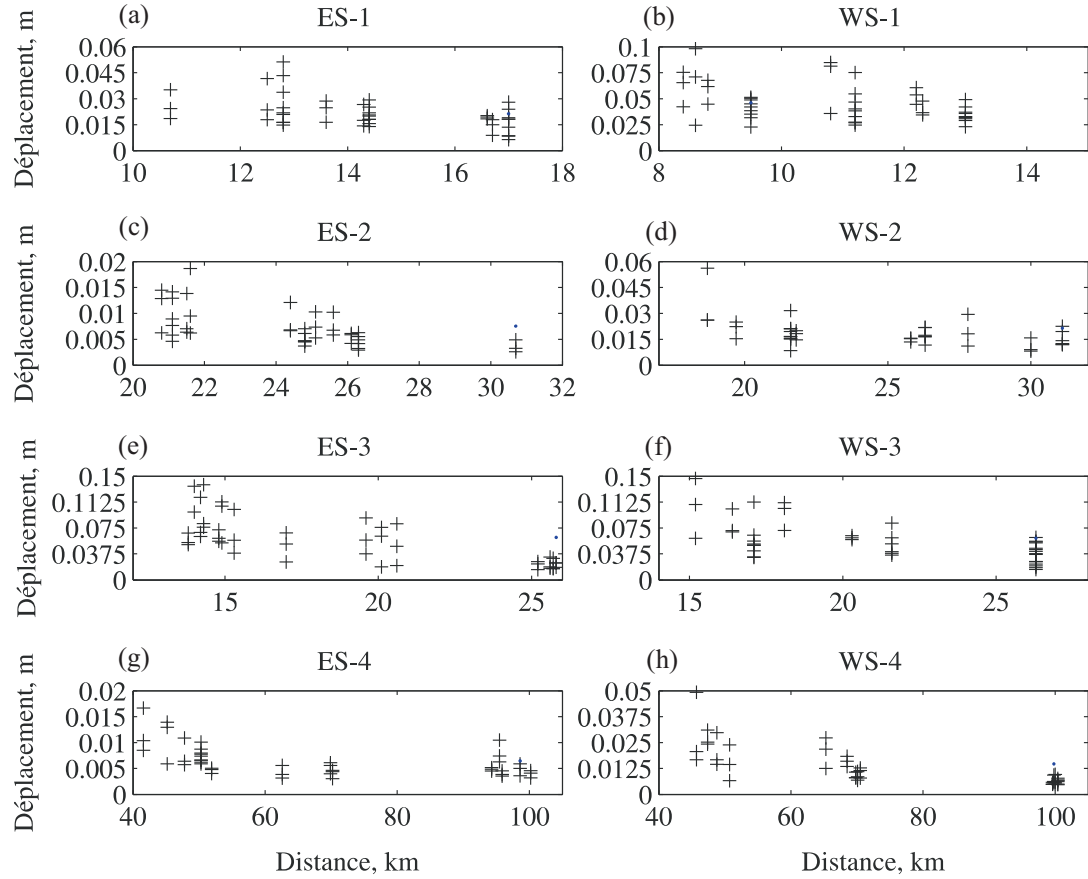 (a) ES-1
(b) WS-1
Déplacement, m
0.06
0.045
0.03
0.015
0
10 12 14 16 18
0.1
0.075
0.05
0.025
0
8 10 12 14
(c) ES-2
(d) WS-2
Déplacement, m
0.02
0.015
0.01
0.005
0
20 22 24 26 28 30 32
0.06
0.045
0.03
0.015
0
20 25 30
(e) ES-3
(f) WS-3
Déplacement, m
0.15
0.1125
0.075
0.0375
0
15 20 25
0.15
0.1125
0.075
0.0375
0
15 20 25
(g) ES-4
(h) WS-4
Déplacement, m
0.02
0.015
0.01
0.005
0
40 60 80 100
0.05
0.0375
0.025
0.0125
0
40 60 80 100
Distance, km
Distance, km